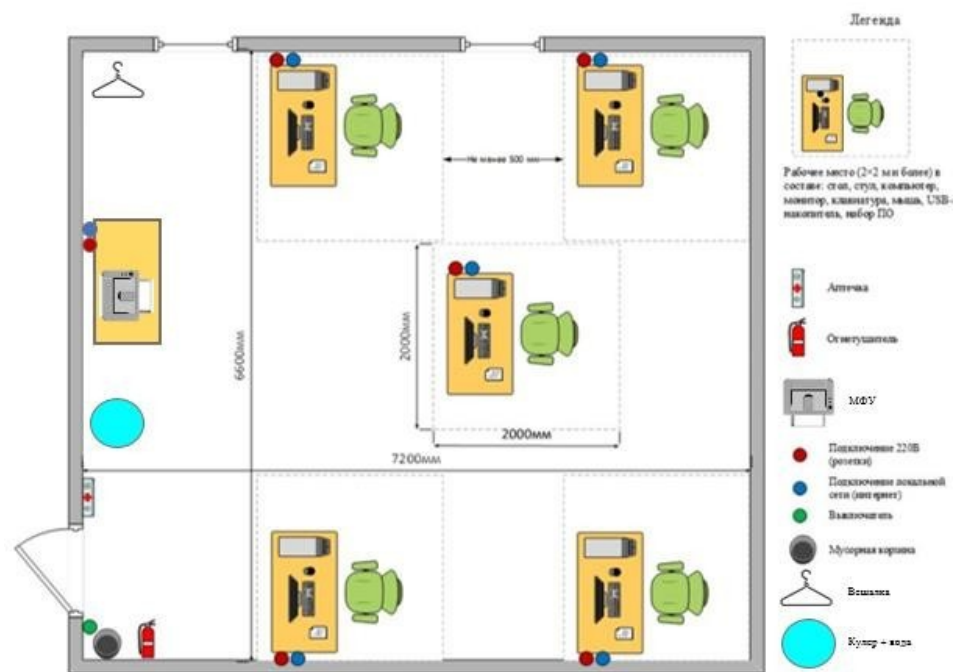 Легенда
Не менее 500 мм
Рабочее место (2×2 м и более) в
составе: стол, стул, компьютер,
монитор, клавиатура, мышь, USB-
накопитель, набор ПО
6600мм
2000мм
2000мм
7200мм
Аптечка
Огнетушитель
МФУ
Подключение 220В
(розетки)
Подключение локальной
сети (интернет)
Выключатель
Мусорная корзина
Вешалка
Кулер + вода